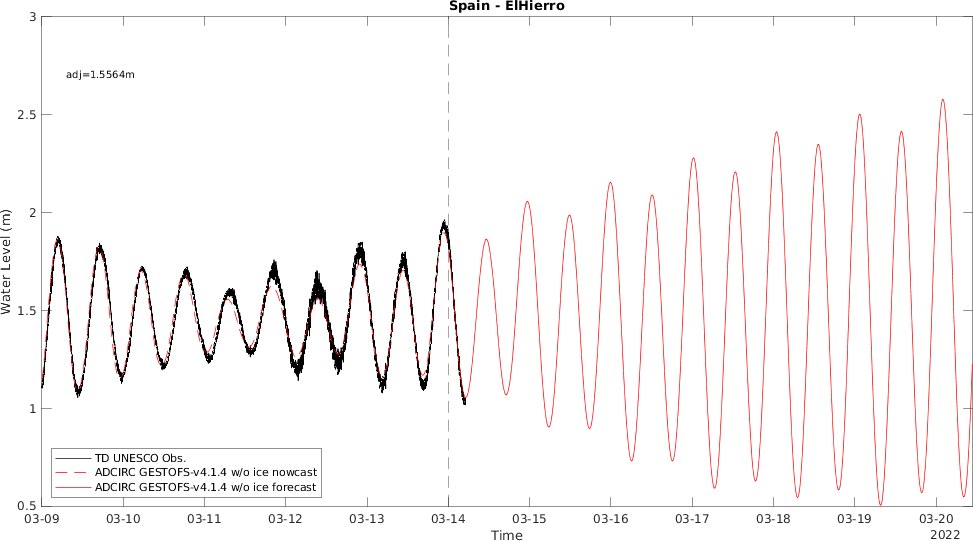 Spain - ElHierro
adj=1.5564m
Water Level (m)
3
2.5
2
1.5
1
0.5
TD UNESCO Obs.
ADCIRC GESTOFS-v4.1.4 w/o ice nowcast
ADCIRC GESTOFS-v4.1.4 w/o ice forecast
03-09 03-10 03-11 03-12 03-13 03-14 03-15 03-16 03-17 03-18 03-19 03-20
2022
Time